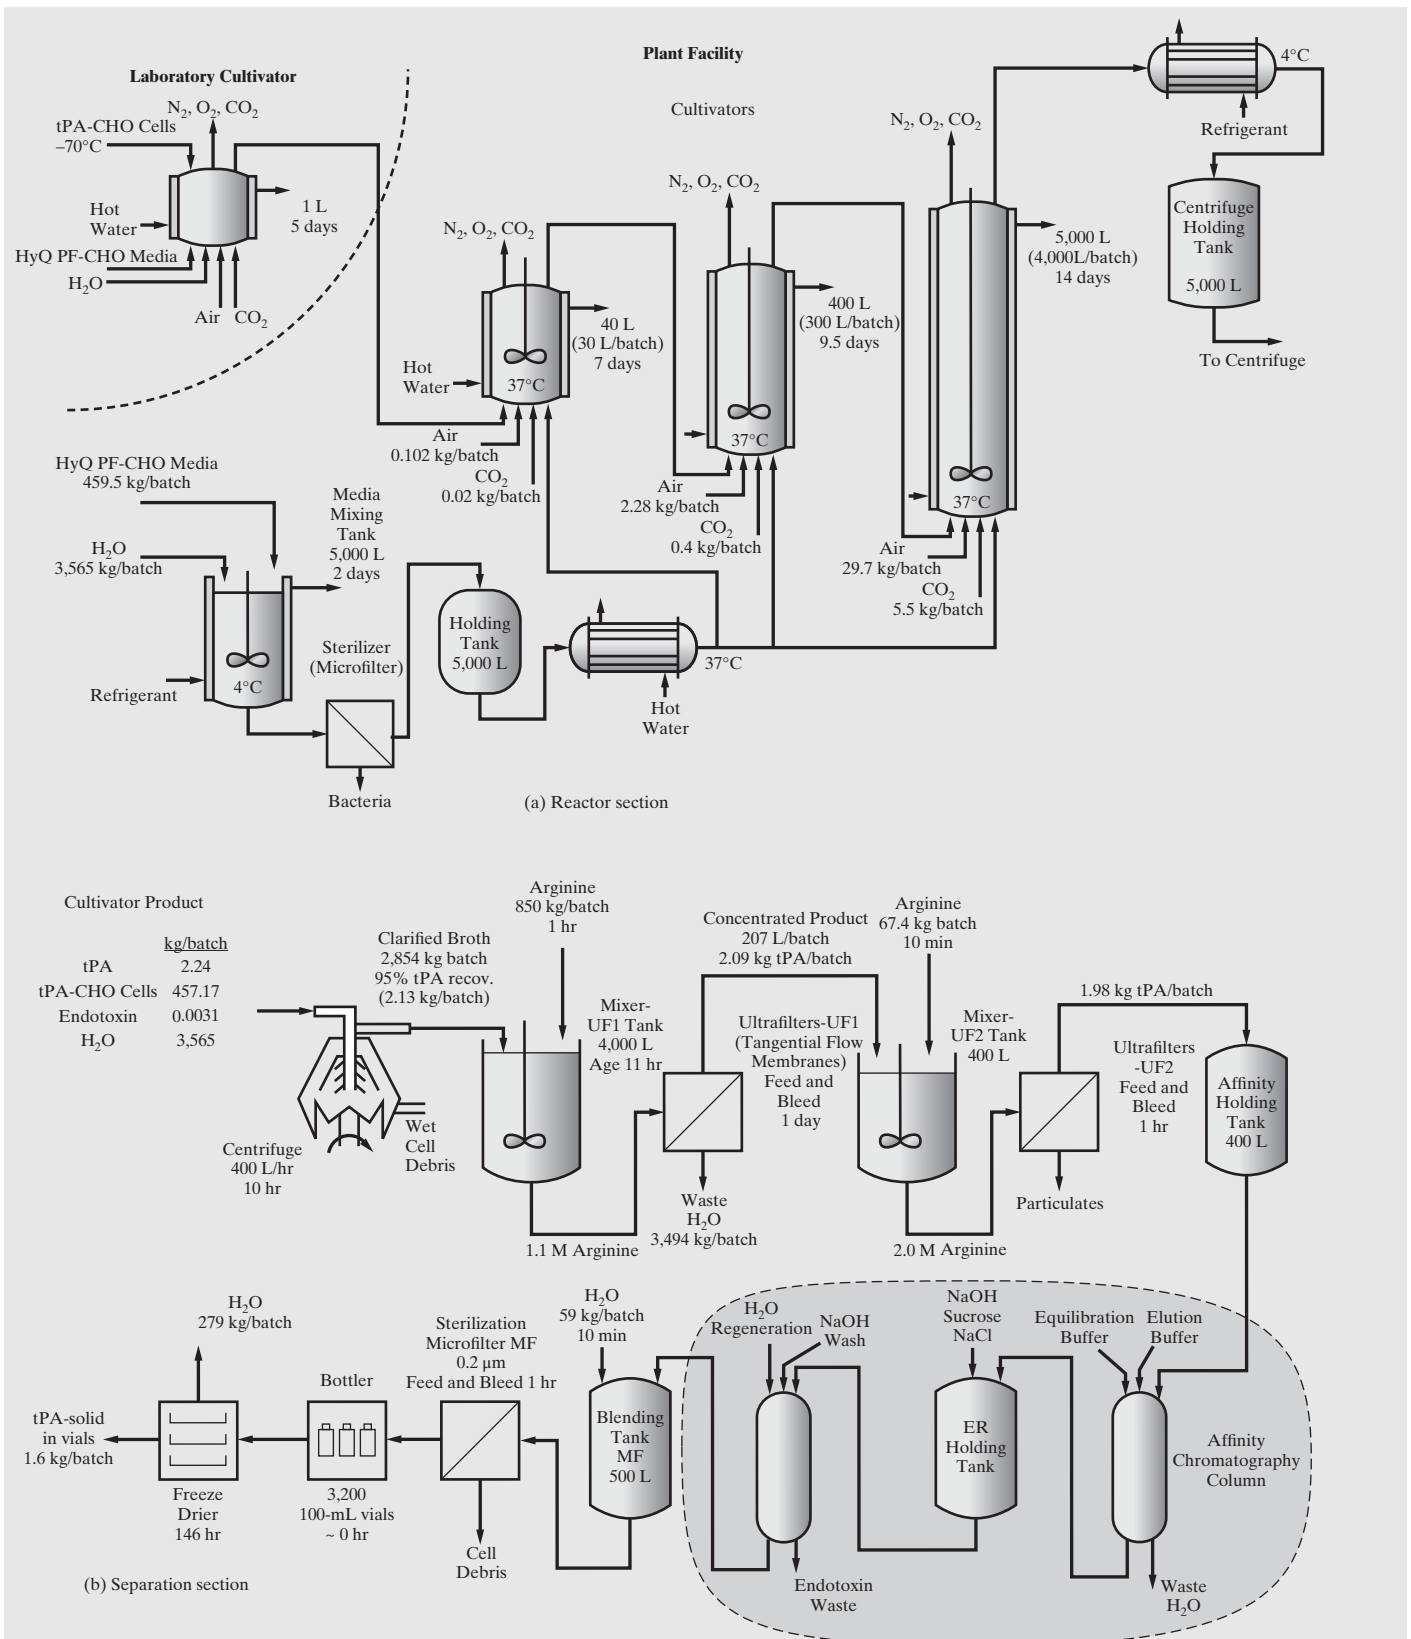 Plant Facility
Laboratory Cultivator
N₂, O₂, CO₂
tPA-CHO Cells
–70°C
Hot
Water
HyQ PF-CHO Media
H₂O
Air CO₂
1 L
5 days
Cultivators
N₂, O₂, CO₂
40 L
(30 L/batch)
7 days
Hot
Water
37°C
Air
0.102 kg/batch
CO₂
0.02 kg/batch
N₂, O₂, CO₂
400 L
(300 L/batch)
9.5 days
37°C
Air
2.28 kg/batch
CO₂
0.4 kg/batch
N₂, O₂, CO₂
5,000 L
(4,000L/batch)
14 days
37°C
Air
29.7 kg/batch
CO₂
5.5 kg/batch
4°C
Refrigerant
Centrifuge
Holding
Tank
5,000 L
To Centrifuge
HyQ PF-CHO Media
459.5 kg/batch
H₂O
3,565 kg/batch
Media
Mixing
Tank
5,000 L
2 days
Refrigerant
4°C
Sterilizer
(Microfilter)
Bacteria
Holding
Tank
5,000 L
37°C
Hot
Water
(a) Reactor section
Cultivator Product
kg/batch
tPA 2.24
tPA-CHO Cells 457.17
Endotoxin 0.0031
H₂O 3,565
Centrifuge
400 L/hr
10 hr
Wet
Cell
Debris
Clarified Broth
2,854 kg batch
95% tPA recov.
(2.13 kg/batch)
Arginine
850 kg/batch
1 hr
Mixer-
UF1 Tank
4,000 L
Age 11 hr
1.1 M Arginine
Concentrated Product
207 L/batch
2.09 kg tPA/batch
Ultrafilters-UF1
(Tangential Flow
Membranes)
Feed and
Bleed
1 day
Waste
H₂O
3,494 kg/batch
Arginine
67.4 kg batch
10 min
Mixer-
UF2 Tank
400 L
2.0 M Arginine
1.98 kg tPA/batch
Ultrafilters
-UF2
Feed and
Bleed
1 hr
Particulates
Affinity
Holding
Tank
400 L
H₂O
279 kg/batch
tPA-solid
in vials
1.6 kg/batch
Freeze
Drier
146 hr
Bottler
3,200
100-mL vials
~ 0 hr
Sterilization
Microfilter MF
0.2 μm
Feed and Bleed 1 hr
Cell
Debris
H₂O
59 kg/batch
10 min
Blending
Tank
MF
500 L
H₂O
Regeneration
NaOH
Wash
Endotoxin
Waste
NaOH
Sucrose
NaCl
ER
Holding
Tank
Equilibration
Buffer
Elution
Buffer
Affinity
Chromatography
Column
Waste
H₂O
(b) Separation section